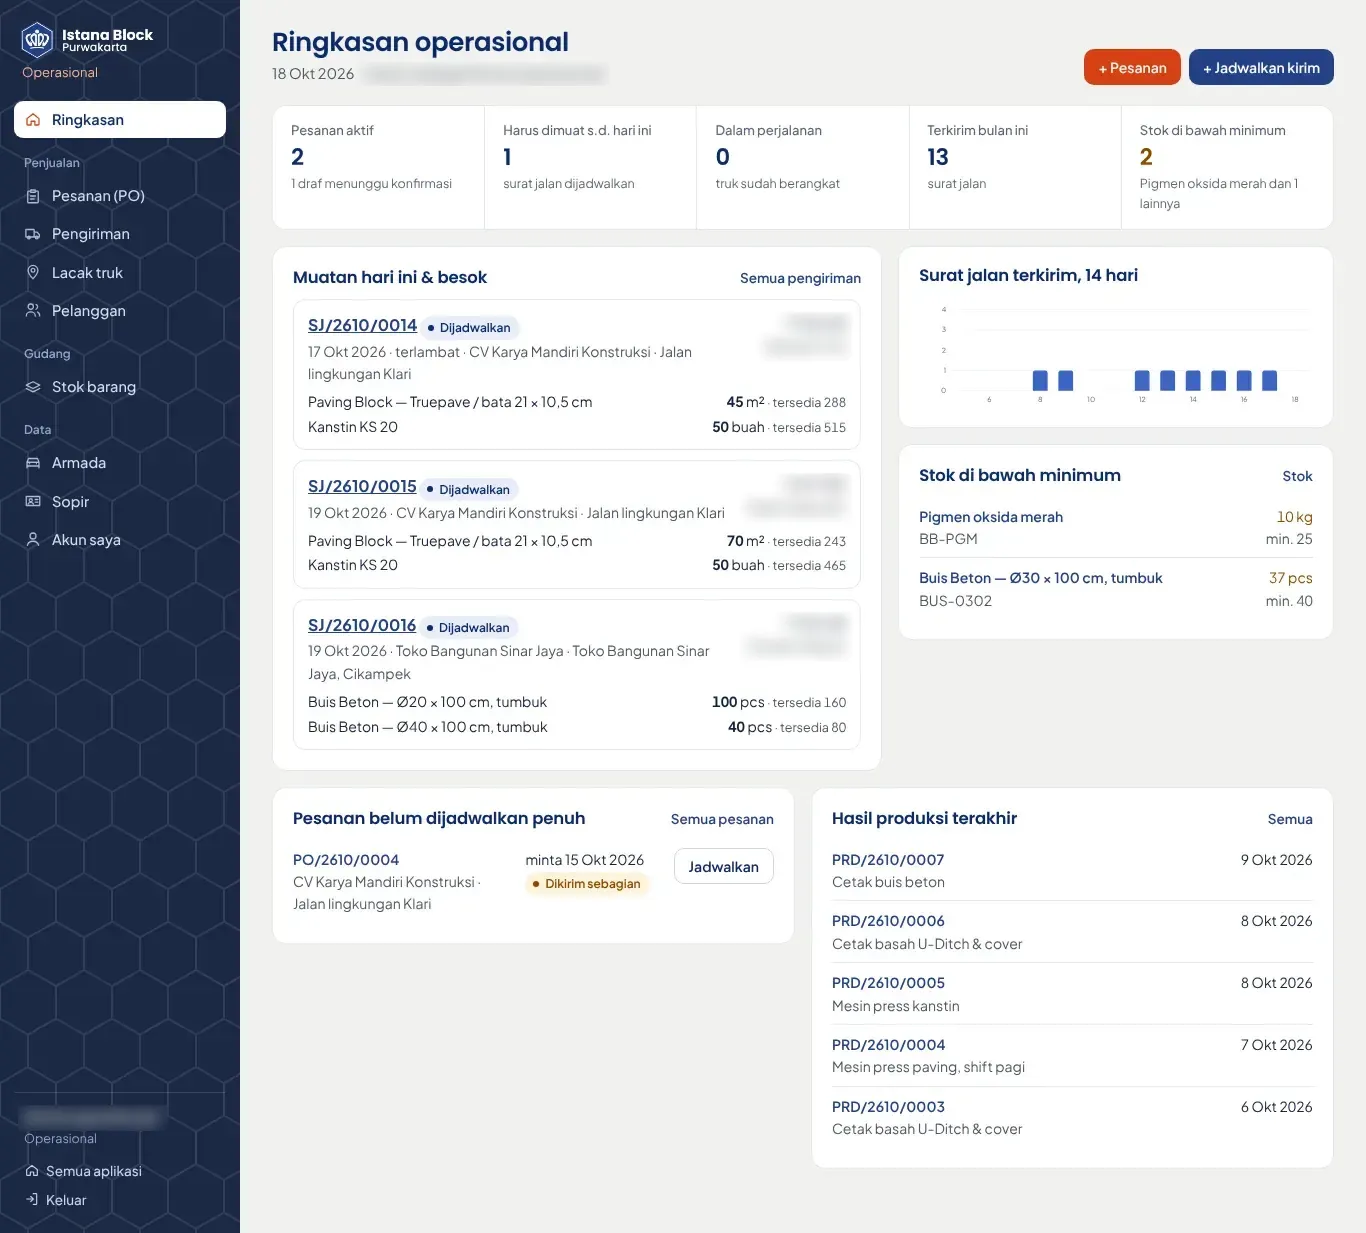 Istana Block
Purwakarta
Operasional
Ringkasan
Penjualan
Pesanan (PO)
Pengiriman
Lacak truk
Pelanggan
Gudang
Stok barang
Data
Armada
Sopir
Akun saya
Operasional
Semua aplikasi
Keluar
Ringkasan operasional
18 Okt 2026
+ Pesanan
+ Jadwalkan kirim
Pesanan aktif
2
1 draf menunggu konfirmasi
Harus dimuat s.d. hari ini
1
surat jalan dijadwalkan
Dalam perjalanan
0
truk sudah berangkat
Terkirim bulan ini
13
surat jalan
Stok di bawah minimum
2
Pigmen oksida merah dan 1
lainnya
Muatan hari ini & besok
Semua pengiriman
SJ/2610/0014 Dijadwalkan
17 Okt 2026 · terlambat · CV Karya Mandiri Konstruksi · Jalan
lingkungan Klari
Paving Block — Truepave / bata 21 × 10,5 cm 45 m² · tersedia 288
Kanstin KS 20 50 buah · tersedia 515
SJ/2610/0015 Dijadwalkan
19 Okt 2026 · CV Karya Mandiri Konstruksi · Jalan lingkungan Klari
Paving Block — Truepave / bata 21 × 10,5 cm 70 m² · tersedia 243
Kanstin KS 20 50 buah · tersedia 465
SJ/2610/0016 Dijadwalkan
19 Okt 2026 · Toko Bangunan Sinar Jaya · Toko Bangunan Sinar
Jaya, Cikampek
Buis Beton — Ø20 × 100 cm, tumbuk 100 pcs · tersedia 160
Buis Beton — Ø40 × 100 cm, tumbuk 40 pcs · tersedia 80
Surat jalan terkirim, 14 hari
4
3
2
1
0
6 8 10 12 14 16 18
Stok di bawah minimum
Stok
Pigmen oksida merah 10 kg
BB-PGM min. 25
Buis Beton — Ø30 × 100 cm, tumbuk 37 pcs
BUS-0302 min. 40
Pesanan belum dijadwalkan penuh
Semua pesanan
PO/2610/0004
CV Karya Mandiri Konstruksi ·
Jalan lingkungan Klari
minta 15 Okt 2026
Dikirim sebagian
Jadwalkan
Hasil produksi terakhir
Semua
PRD/2610/0007 9 Okt 2026
Cetak buis beton
PRD/2610/0006 8 Okt 2026
Cetak basah U-Ditch & cover
PRD/2610/0005 8 Okt 2026
Mesin press kanstin
PRD/2610/0004 7 Okt 2026
Mesin press paving, shift pagi
PRD/2610/0003 6 Okt 2026
Cetak basah U-Ditch & cover